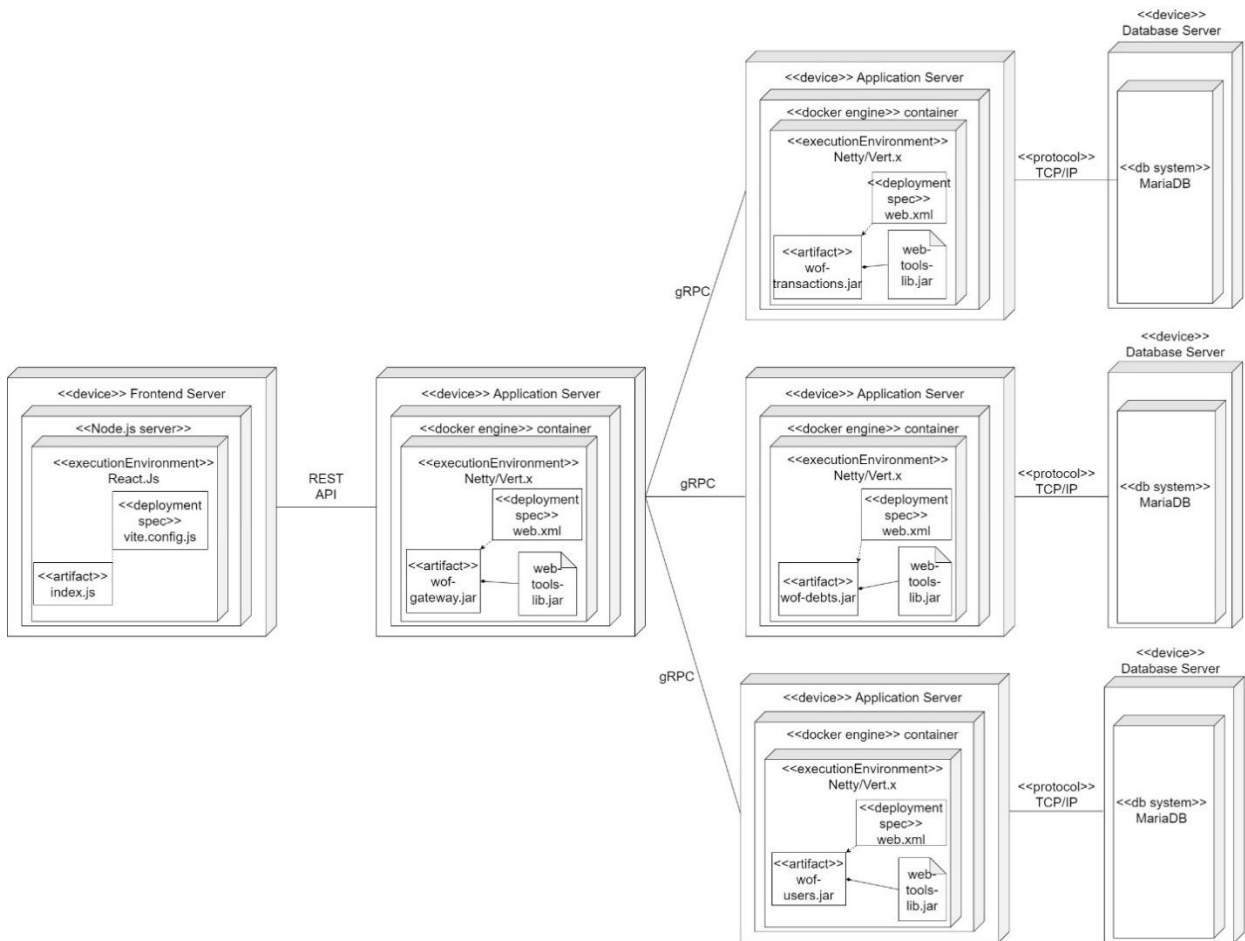 <<device>>
Database Server
<<device>> Application Server
<<docker engine>> container
<<executionEnvironment>>
Netty/Vert.x
<<deployment
spec>>
web.xml
<<artifact>>
wof-
transactions.jar
web-
tools-
lib.jar
<<protocol>>
TCP/IP
<<db system>>
MariaDB
gRPC
<<device>> Frontend Server
<<Node.js server>>
<<executionEnvironment>>
React.Js
<<deployment
spec>>
vite.config.js
<<artifact>>
index.js
REST
API
<<device>> Application Server
<<docker engine>> container
<<executionEnvironment>>
Netty/Vert.x
<<deployment
spec>>
web.xml
<<artifact>>
wof-
gateway.jar
web-
tools-
lib.jar
gRPC
<<device>> Application Server
<<docker engine>> container
<<executionEnvironment>>
Netty/Vert.x
<<deployment
spec>>
web.xml
<<artifact>>
wof-debts.jar
web-
tools-
lib.jar
<<protocol>>
TCP/IP
<<device>>
Database Server
<<db system>>
MariaDB
gRPC
<<device>> Application Server
<<docker engine>> container
<<executionEnvironment>>
Netty/Vert.x
<<deployment
spec>>
web.xml
<<artifact>>
wof-
users.jar
web-
tools-
lib.jar
<<protocol>>
TCP/IP
<<device>>
Database Server
<<db system>>
MariaDB